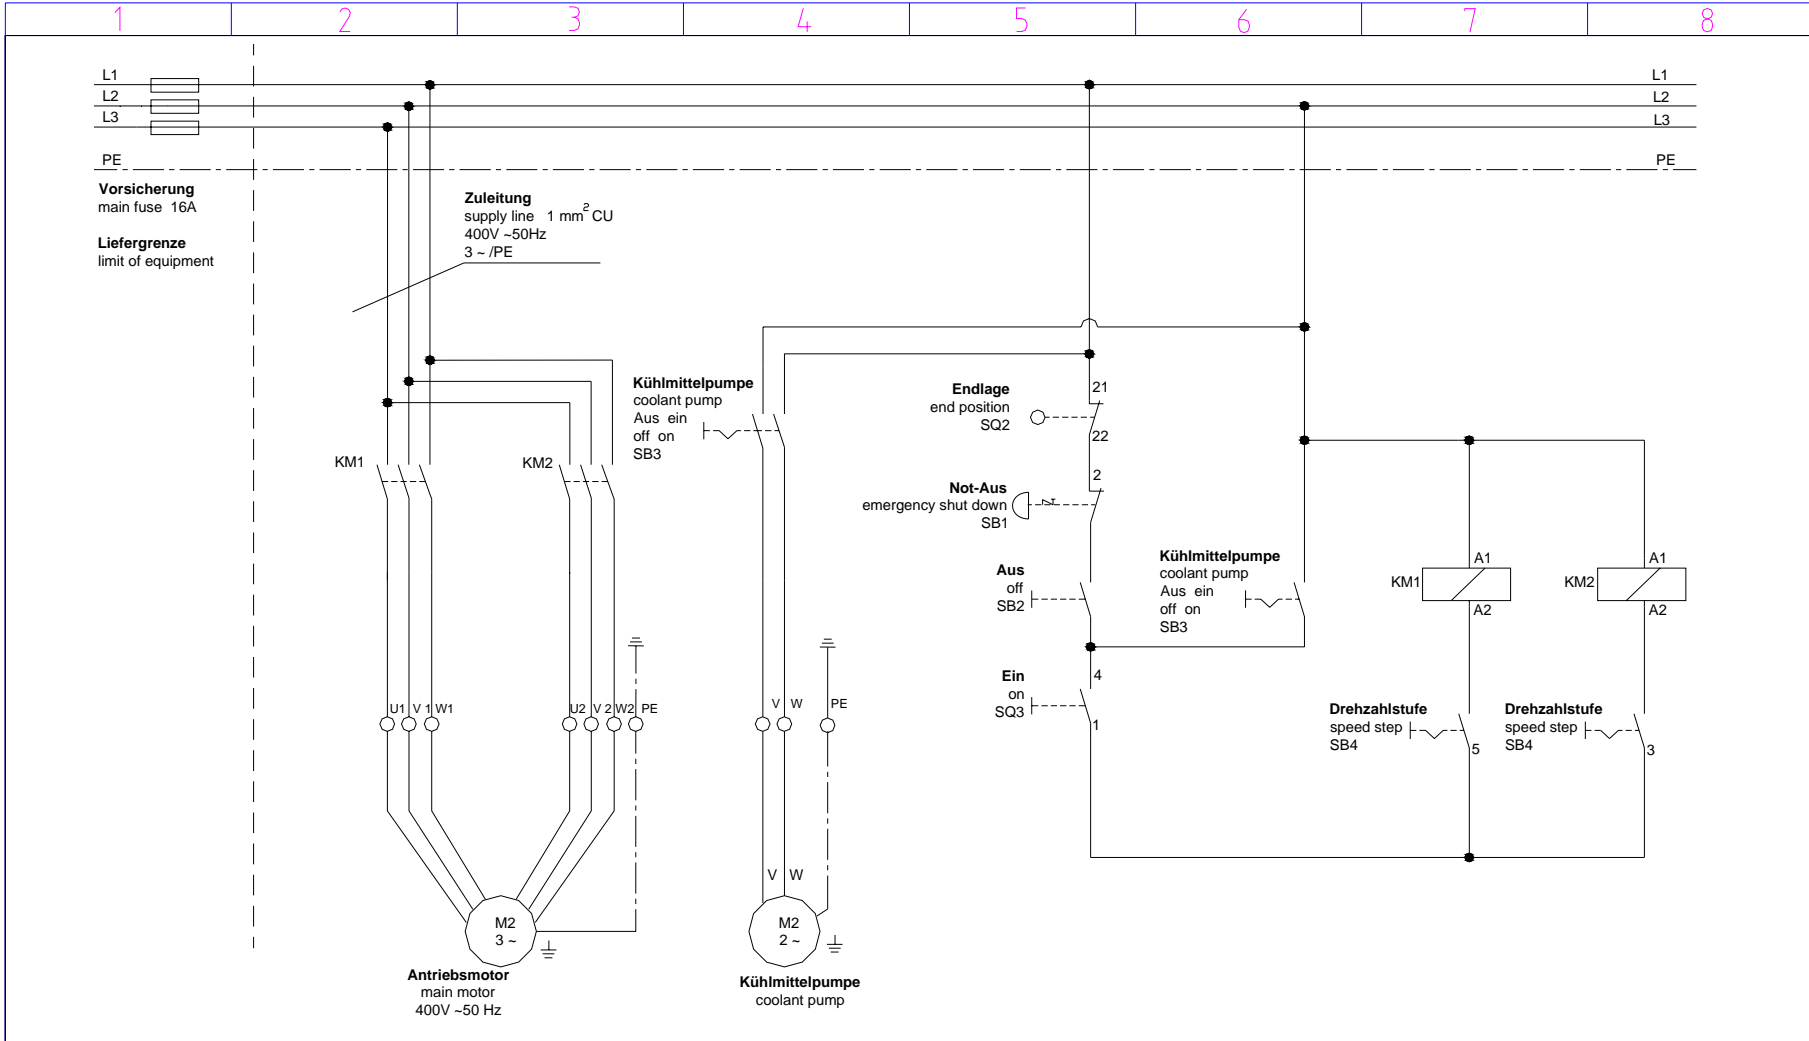 1 2 3 4 5 6 7 8
L1 L1
L2 L2
L3 L3
PE PE
Vorsicherung
main fuse 16A
Liefergrenze
limit of equipment
Zuleitung
supply line 1 mm² CU
400V ~50Hz
3 ~ /PE
KM1
KM2
Kühlmittelpumpe
coolant pump
Aus ein
off on
SB3
Endlage
end position
SQ2
21
22
Not-Aus
emergency shut down
SB1
2
Aus
off
SB2
Kühlmittelpumpe
coolant pump
Aus ein
off on
SB3
Ein
on
SQ3
4
1
KM1
A1
A2
KM2
A1
A2
Drehzahlstufe
speed step
SB4
5
Drehzahlstufe
speed step
SB4
3
U1 V 1 W1
U2 V 2 W2 PE
V W PE
V W
M2
3 ~
Antriebsmotor
main motor
400V ~50 Hz
M2
2 ~
Kühlmittelpumpe
coolant pump